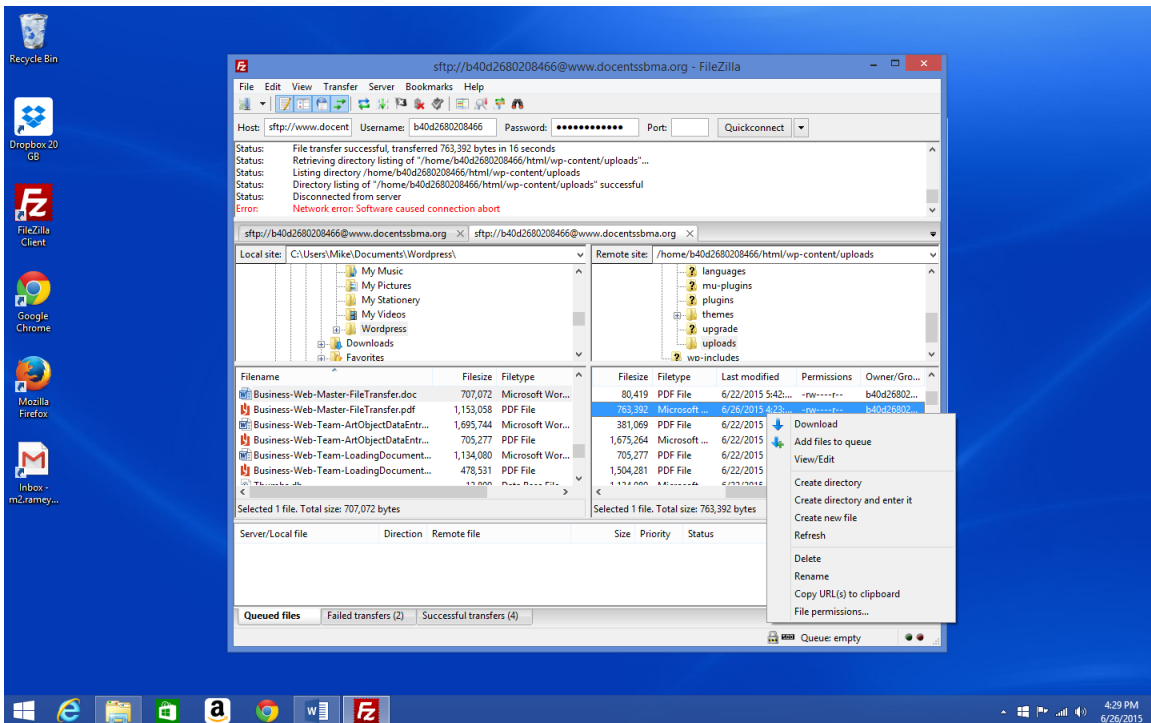 Recycle Bin
Dropbox 20
GB
FileZilla
Client
Google
Chrome
Mozilla
Firefox
Inbox -
m2.ramey...
sftp://b40d2680208466@www.docentssbma.org - FileZilla
File Edit View Transfer Server Bookmarks Help
Host: sftp://www.docent Username: b40d2680208466 Password: •••••••••••• Port: Quickconnect
Status: File transfer successful, transferred 763,392 bytes in 16 seconds
Status: Retrieving directory listing of "/home/b40d2680208466/html/wp-content/uploads"...
Status: Listing directory /home/b40d2680208466/html/wp-content/uploads
Status: Directory listing of "/home/b40d2680208466/html/wp-content/uploads" successful
Status: Disconnected from server
Error: Network error: Software caused connection abort
sftp://b40d2680208466@www.docentssbma.org sftp://b40d2680208466@www.docentssbma.org
Local site: C:\Users\Mike\Documents\Wordpress\
My Music
My Pictures
My Stationery
My Videos
Wordpress
Downloads
Favorites
Remote site: /home/b40d2680208466/html/wp-content/uploads
languages
mu-plugins
plugins
themes
upgrade
uploads
wp-includes
Filename Filesize Filetype
Business-Web-Master-FileTransfer.doc 707,072 Microsoft Wor...
Business-Web-Master-FileTransfer.pdf 1,153,058 PDF File
Business-Web-Team-ArtObjectDataEntr... 1,695,744 Microsoft Wor...
Business-Web-Team-ArtObjectDataEntr... 705,277 PDF File
Business-Web-Team-LoadingDocument... 1,134,080 Microsoft Wor...
Business-Web-Team-LoadingDocument... 478,531 PDF File
Selected 1 file. Total size: 707,072 bytes
Filesize Filetype Last modified Permissions Owner/Gro...
80,419 PDF File 6/22/2015 5:42:... -rw----r-- b40d26802...
763,392 Microsoft ... 6/26/2015 4:23:... -rw----r-- b40d26802...
381,069 PDF File 6/22/2015
1,675,264 Microsoft ... 6/22/2015
705,277 PDF File 6/22/2015
1,504,281 PDF File 6/22/2015
Selected 1 file. Total size: 763,392 bytes
Download
Add files to queue
View/Edit
Create directory
Create directory and enter it
Create new file
Refresh
Delete
Rename
Copy URL(s) to clipboard
File permissions...
Server/Local file Direction Remote file Size Priority Status
Queued files Failed transfers (2) Successful transfers (4)
Queue: empty
4:29 PM
6/26/2015